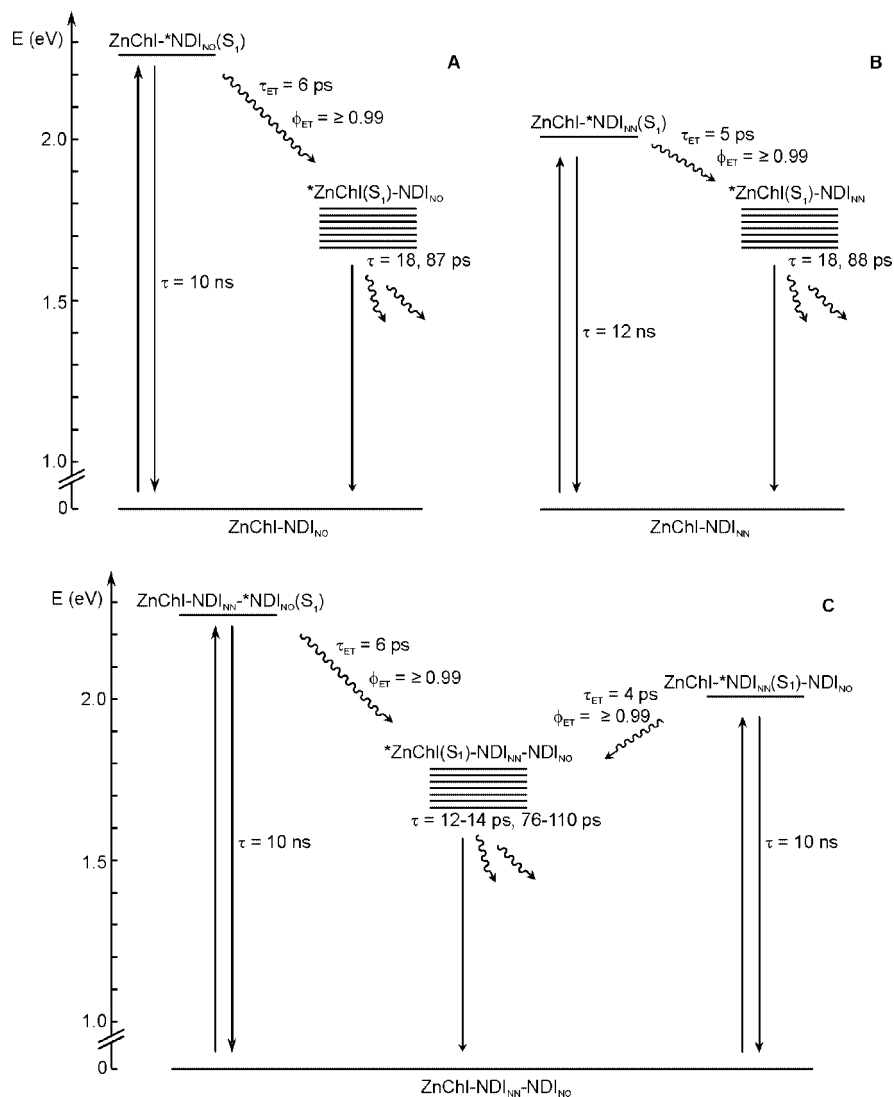 E (eV)
ZnChl-*NDI_NO(S_1)
A
τ_ET = 6 ps
ϕ_ET = ≥ 0.99
*ZnChl(S_1)-NDI_NO
τ = 18, 87 ps
τ = 10 ns
2.0
1.5
1.0
0
ZnChl-NDI_NO
B
ZnChl-*NDI_NN(S_1)
τ_ET = 5 ps
ϕ_ET = ≥ 0.99
*ZnChl(S_1)-NDI_NN
τ = 18, 88 ps
τ = 12 ns
ZnChl-NDI_NN
E (eV)
ZnChl-NDI_NN-*NDI_NO(S_1)
C
τ_ET = 6 ps
ϕ_ET = ≥ 0.99
ZnChl-*NDI_NN(S_1)-NDI_NO
τ_ET = 4 ps
ϕ_ET = ≥ 0.99
*ZnChl(S_1)-NDI_NN-NDI_NO
τ = 12-14 ps, 76-110 ps
τ = 10 ns
τ = 10 ns
2.0
1.5
1.0
0
ZnChl-NDI_NN-NDI_NO